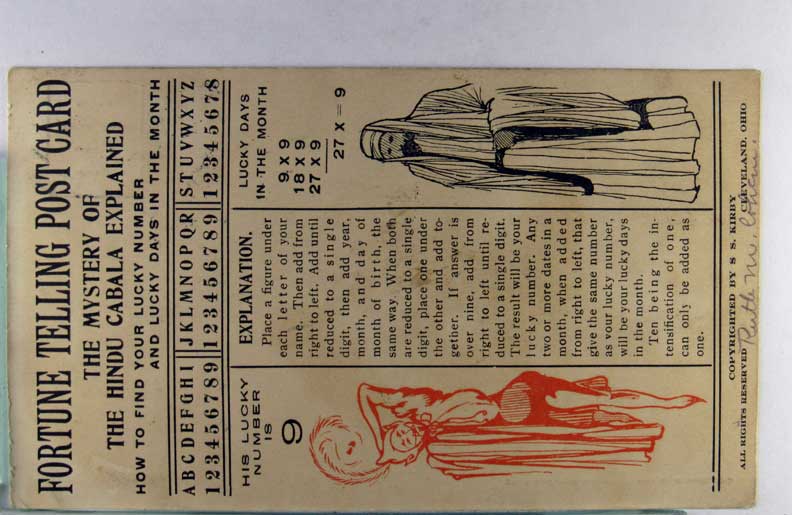 FORTUNE TELLING POST CARD
THE MYSTERY OF
THE HINDU CABALA EXPLAINED
HOW TO FIND YOUR LUCKY NUMBER
AND LUCKY DAYS IN THE MONTH
A B C D E F G H I J K L M N O P Q R S T U V W X Y Z
1 2 3 4 5 6 7 8 9 1 2 3 4 5 6 7 8 9 1 2 3 4 5 6 7 8
HIS LUCKY
NUMBER
IS
9
EXPLANATION.
Place a figure under
each letter of your
name. Then add from
right to left. Add until
reduced to a single
digit, then add year,
month, and day of
month of birth, the
same way. When both
are reduced to a single
digit, place one under
the other and add to-
gether. If answer is
over nine, add from
right to left until re-
duced to a single digit.
The result will be your
lucky number. Any
two or more dates in a
month, when added
from right to left, that
give the same number
as your lucky number,
will be your lucky days
in the month.
Ten being the in-
tensification of one,
can only be added as
one.
LUCKY DAYS
IN THE MONTH
9 X 9
18 X 9
27 X 9
27 X = 9
COPYRIGHTED BY S. S. KIRBY
ALL RIGHTS RESERVED CLEVELAND, OHIO
Ruth M.